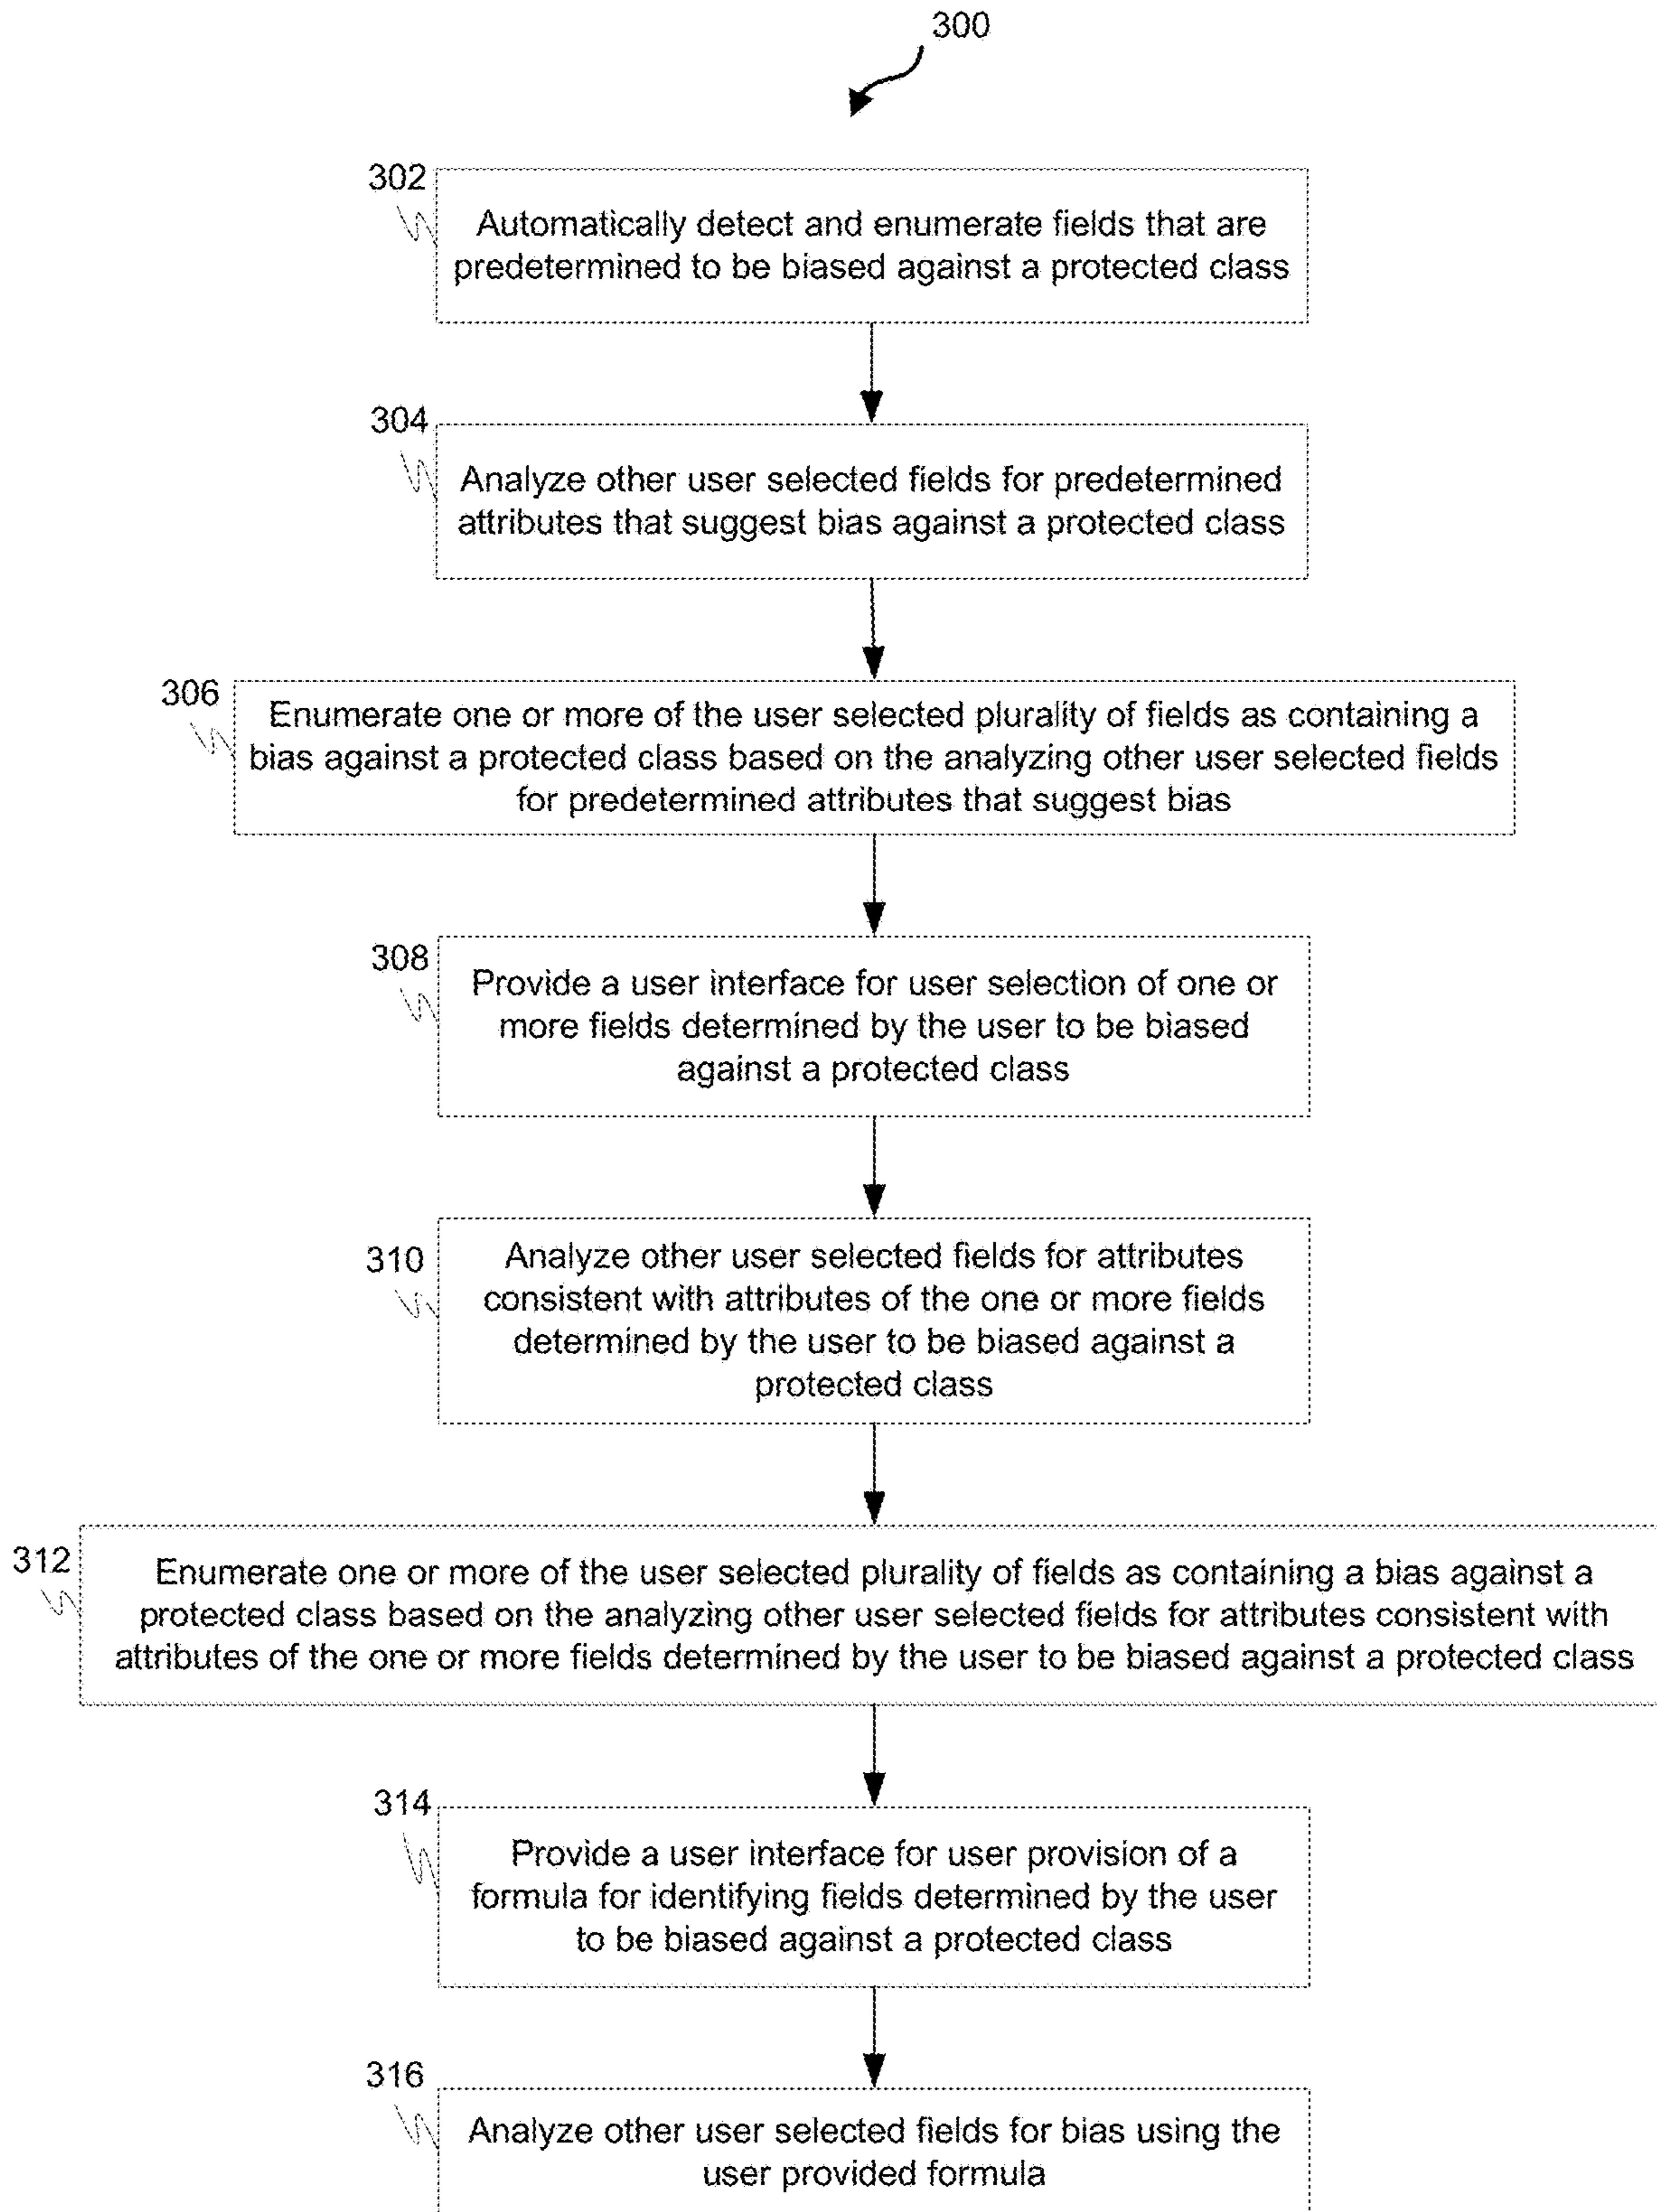 300
302
Automatically detect and enumerate fields that are
predetermined to be biased against a protected class
304
Analyze other user selected fields for predetermined
attributes that suggest bias against a protected class
306
Enumerate one or more of the user selected plurality of fields as containing a
bias against a protected class based on the analyzing other user selected fields
for predetermined attributes that suggest bias
308
Provide a user interface for user selection of one or
more fields determined by the user to be biased
against a protected class
310
Analyze other user selected fields for attributes
consistent with attributes of the one or more fields
determined by the user to be biased against a
protected class
312
Enumerate one or more of the user selected plurality of fields as containing a bias against a
protected class based on the analyzing other user selected fields for attributes consistent with
attributes of the one or more fields determined by the user to be biased against a protected class
314
Provide a user interface for user provision of a
formula for identifying fields determined by the user
to be biased against a protected class
316
Analyze other user selected fields for bias using the
user provided formula